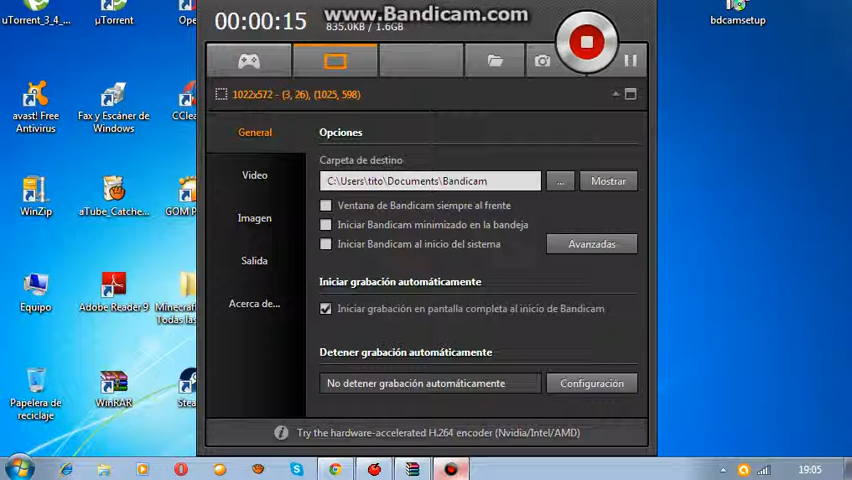 www.Bandicam.com
00:00:15
835.0KB / 1.6GB
1022x572 - (3, 26), (1025, 598)
General
Video
Imagen
Salida
Acerca de...
Opciones
Carpeta de destino
C:\Users\tito\Documents\Bandicam
...
Mostrar
Ventana de Bandicam siempre al frente
Iniciar Bandicam minimizado en la bandeja
Iniciar Bandicam al inicio del sistema
Avanzadas
Iniciar grabación automáticamente
Iniciar grabación en pantalla completa al inicio de Bandicam
Detener grabación automáticamente
No detener grabación automáticamente
Configuración
Try the hardware-accelerated H.264 encoder (Nvidia/Intel/AMD)
uTorrent_3_4_...
uTorrent
avast! Free
Antivirus
Fax y Escáner de
Windows
WinZip
aTube_Catche...
GOM P
Equipo
Adobe Reader 9
Minecraft
Todas las
Papelera de
reciclaje
WinRAR
bdcamsetup
19:05